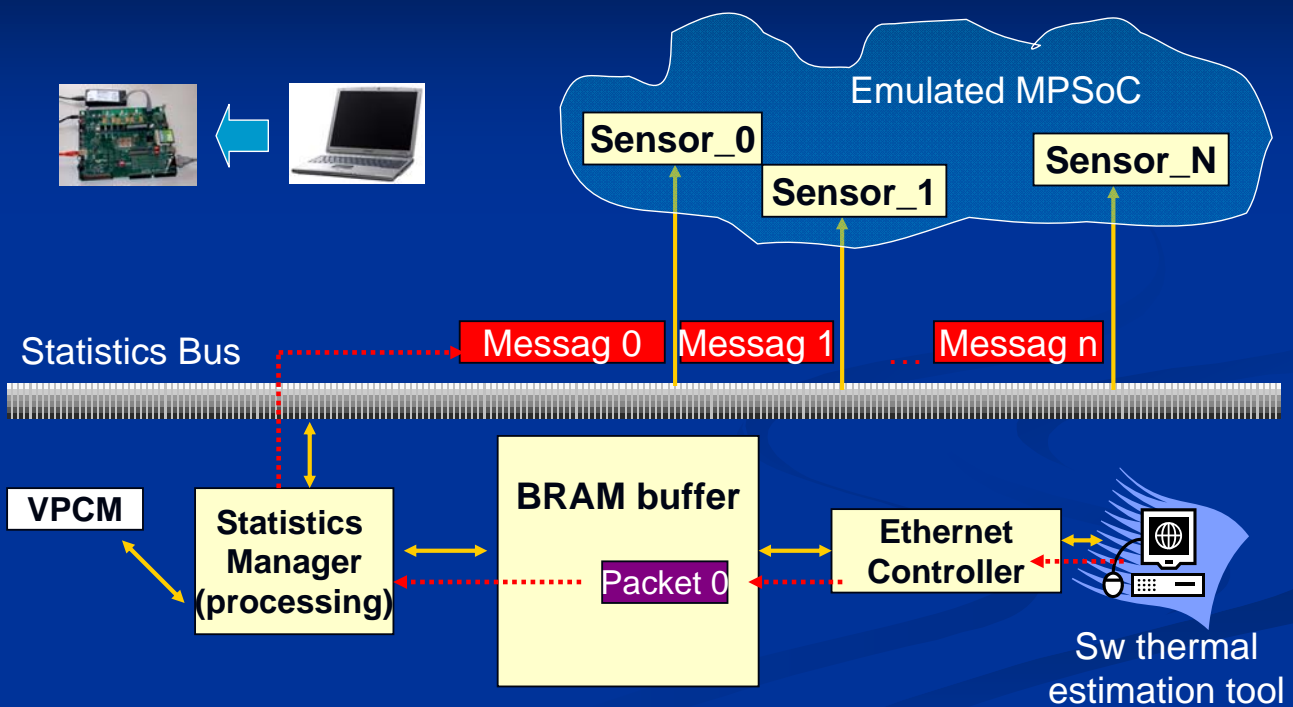 Emulated MPSoC
Sensor_0
Sensor_1
Sensor_N
Statistics Bus
Messag 0
Messag 1
...
Messag n
VPCM
Statistics
Manager
(processing)
BRAM buffer
Packet 0
Ethernet
Controller
Sw thermal
estimation tool